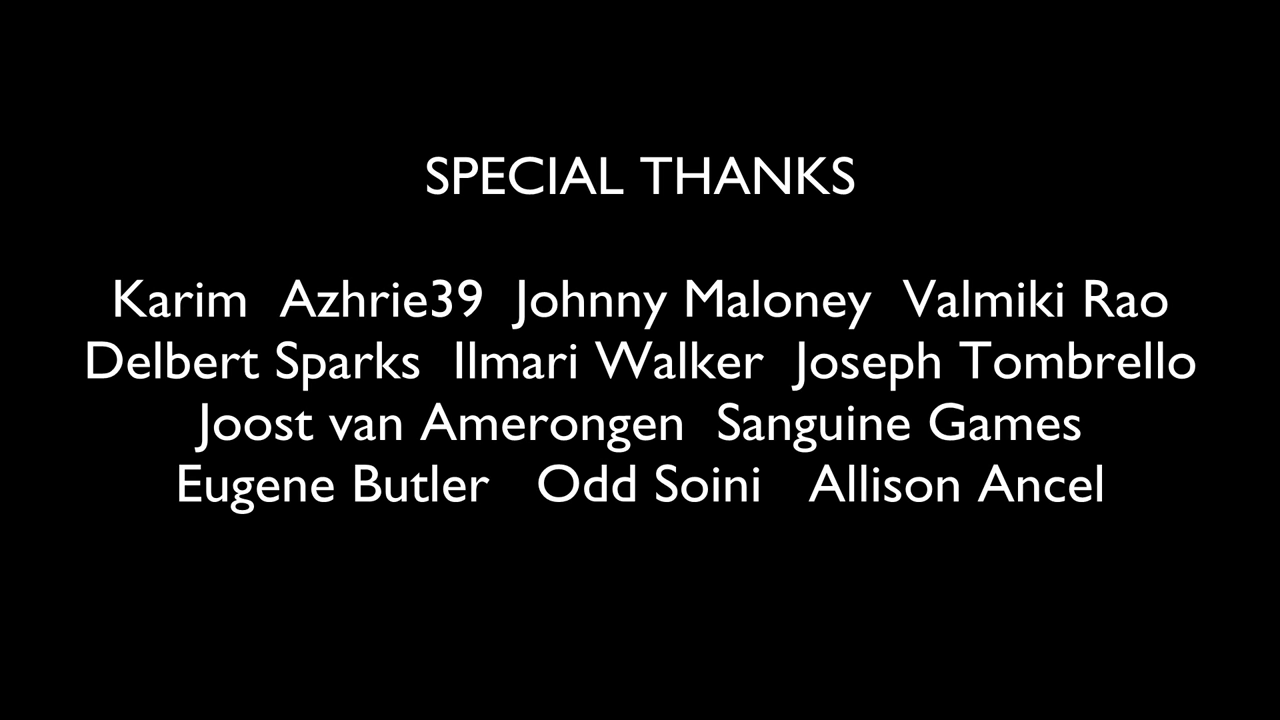 SPECIAL THANKS
Karim  Azhrie39  Johnny Maloney  Valmiki Rao
Delbert Sparks  Ilmari Walker  Joseph Tombrello
Joost van Amerongen  Sanguine Games
Eugene Butler  Odd Soini  Allison Ancel